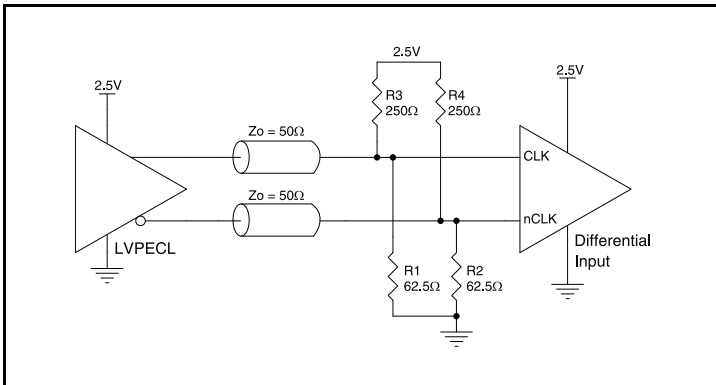 2.5V
2.5V
2.5V
R3
250Ω
R4
250Ω
Zo = 50Ω
CLK
Zo = 50Ω
nCLK
LVPECL
Differential
Input
R1
62.5Ω
R2
62.5Ω